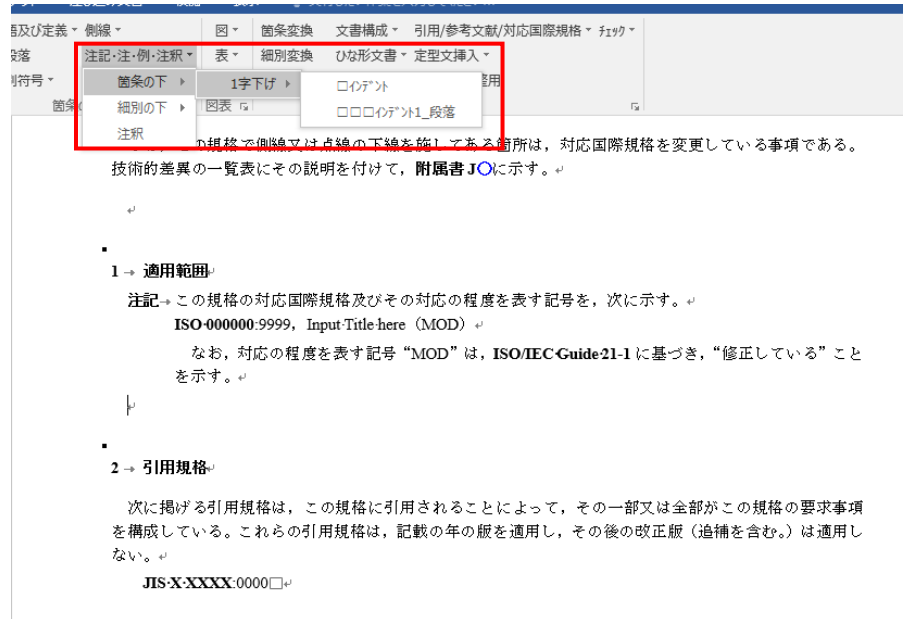 語及び定義 側線 図 箇条変換 文書構成 引用/参考文献/対応国際規格 ﾁｪｯｸ
段落 注記・注・例・注釈 表 細別変換 ひな形文書 定型文挿入
別符号 箇条の下 1字下げ □ｲﾝﾃﾞﾝﾄ 用
箇条 細別の下 図表 □□□ｲﾝﾃﾞﾝﾄ1_段落
注釈
の規格で側線又は点線の下線を施してある箇所は，対応国際規格を変更している事項である。
技術的差異の一覧表にその説明を付けて，附属書 J〇に示す。
1 → 適用範囲
注記→この規格の対応国際規格及びその対応の程度を表す記号を，次に示す。
ISO·000000:9999，Input·Title·here（MOD）
なお，対応の程度を表す記号“MOD”は，ISO/IEC·Guide·21-1 に基づき，“修正している”こと
を示す。
2 → 引用規格
次に掲げる引用規格は，この規格に引用されることによって，その一部又は全部がこの規格の要求事項
を構成している。これらの引用規格は，記載の年の版を適用し，その後の改正版（追補を含む。）は適用し
ない。
JIS·X·XXXX:0000□